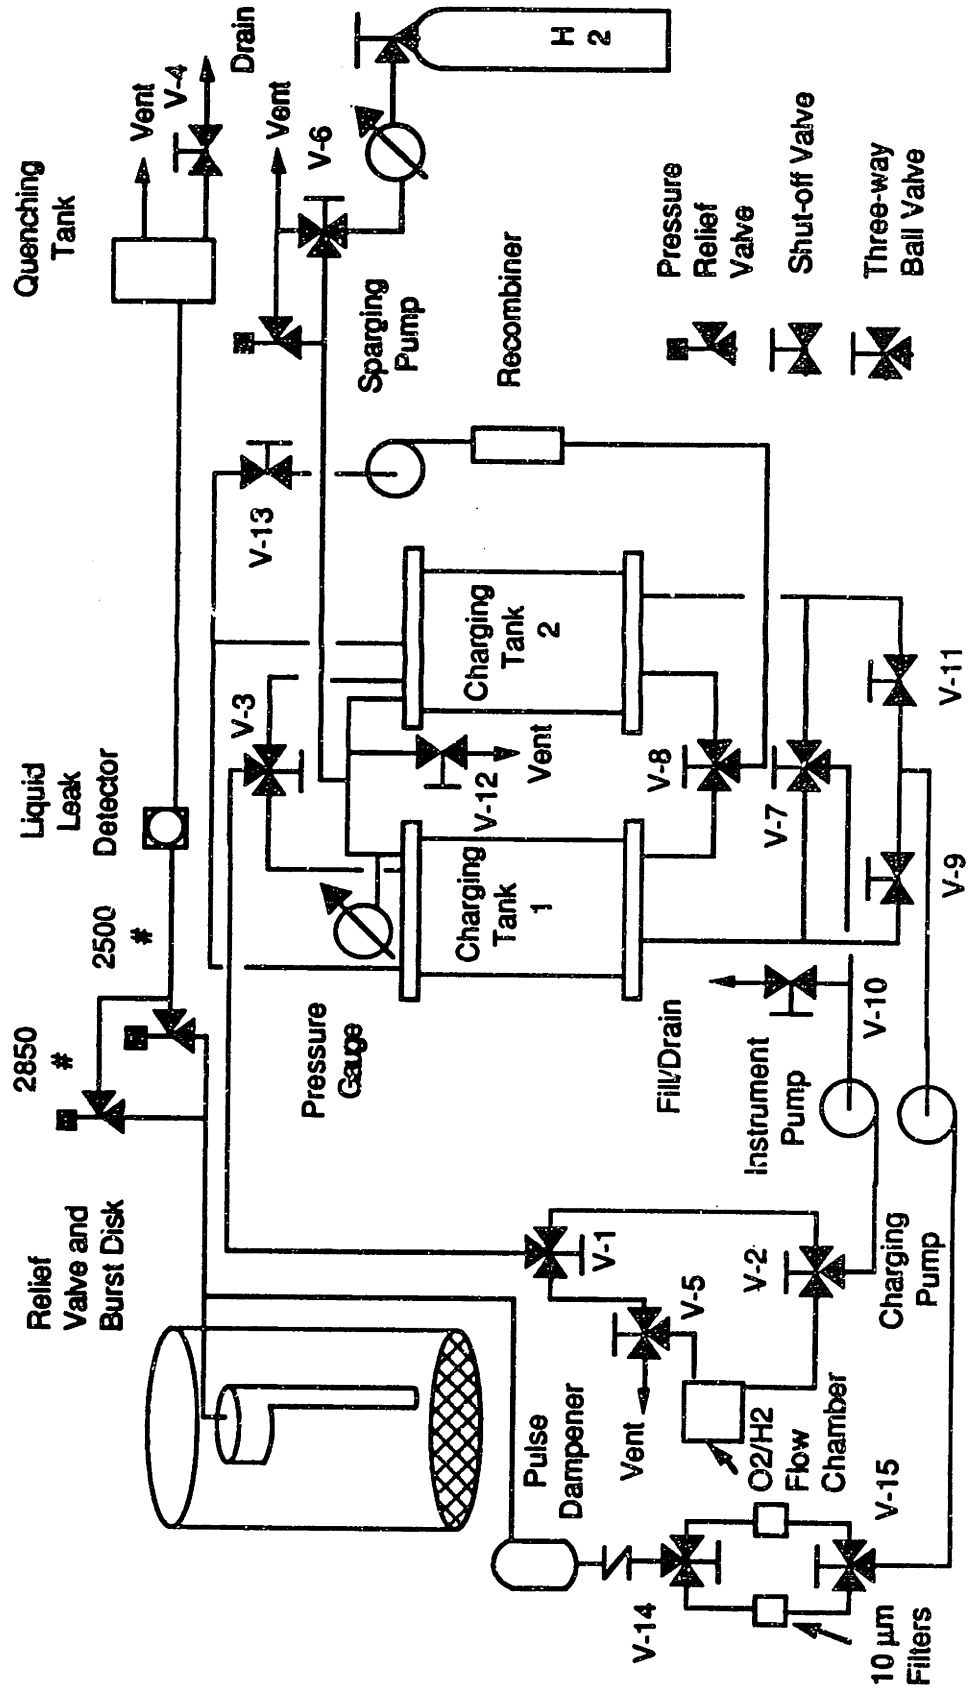 Relief
Valve and
Burst Disk
2850
#
2500
#
Liquid
Leak
Detector
Quenching
Tank
Vent
V-4
Drain
Vent
V-6
H
2
Pressure
Gauge
V-3
V-13
Sparging
Pump
Recombiner
Charging
Tank
1
Charging
Tank
2
V-12
Vent
V-8
V-7
V-9
V-11
Pressure
Relief
Valve
Shut-off Valve
Three-way
Ball Valve
Fill/Drain
V-10
Instrument
Pump
Charging
Pump
V-1
V-2
V-5
Vent
O2/H2
Flow
Chamber
Pulse
Dampener
V-14
V-15
10 µm
Filters